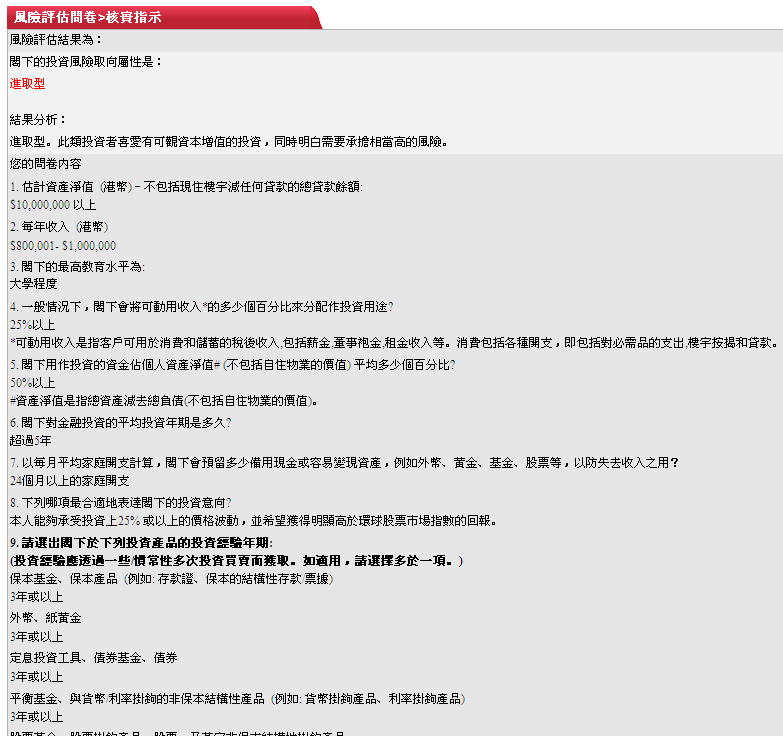 風險評估問卷>核資指示
風險評估結果為：
閣下的投資風險取向屬性是：
進取型
結果分析：
進取型。此類投資者喜愛有可觀資本增值的投資，同時明白需要承擔相當高的風險。
您的問卷內容
1. 估計資產淨值 (港幣) - 不包括現住樓宇減任何貸款的總貸款餘額:
$10,000,000 以上
2. 每年收入 (港幣)
$800,001- $1,000,000
3. 閣下的最高教育水平為:
大學程度
4. 一般情況下，閣下會將可動用收入*的多少個百分比來分配作投資用途?
25%以上
*可動用收入是指客戶可用於消費和儲蓄的稅後收入,包括薪金,董事袍金,租金收入等。消費包括各種開支，即包括對必需品的支出,樓宇按揭和貸款。
5. 閣下用作投資的資金佔個人資產淨值# (不包括自住物業的價值) 平均多少個百分比?
50%以上
#資產淨值是指總資產減去總負債(不包括自住物業的價值)。
6. 閣下對金融投資的平均投資年期是多久?
超過5年
7. 以每月平均家庭開支計算，閣下會預留多少備用現金或容易變現資產，例如外幣、黃金、基金、股票等，以防失去收入之用？
24個月以上的家庭開支
8. 下列哪項最合適地表達閣下的投資意向?
本人能夠承受投資上25% 或以上的價格波動，並希望獲得明顯高於環球股票市場指數的回報。
9. 請選出閣下於下列投資產品的投資經驗年期:
(投資經驗應透過一些/慣常性多次投資買賣而獲取。如適用，請選擇多於一項。)
保本基金、保本產品 (例如: 存款證、保本的結構性存款/票據)
3年或以上
外幣、紙黃金
3年或以上
定息投資工具、債券基金、債券
3年或以上
平衡基金、與貨幣/利率掛鉤的非保本結構性產品 (例如: 貨幣掛鉤產品、利率掛鉤產品)
3年或以上